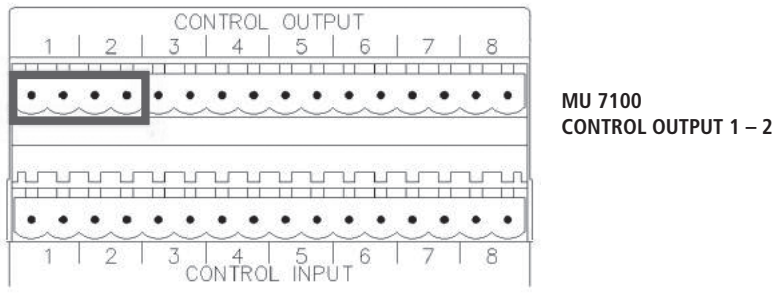 CONTROL OUTPUT
1 2 3 4 5 6 7 8
MU 7100
CONTROL OUTPUT 1 – 2
1 2 3 4 5 6 7 8
CONTROL INPUT